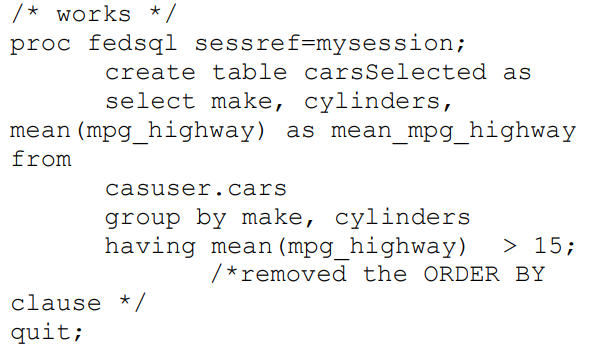 /* works */
proc fedsql sessref=mysession;
create table carsSelected as
select make, cylinders,
mean(mpg_highway) as mean_mpg_highway
from
casuser.cars
group by make, cylinders
having mean(mpg_highway)  > 15;
/*removed the ORDER BY
clause */
quit;